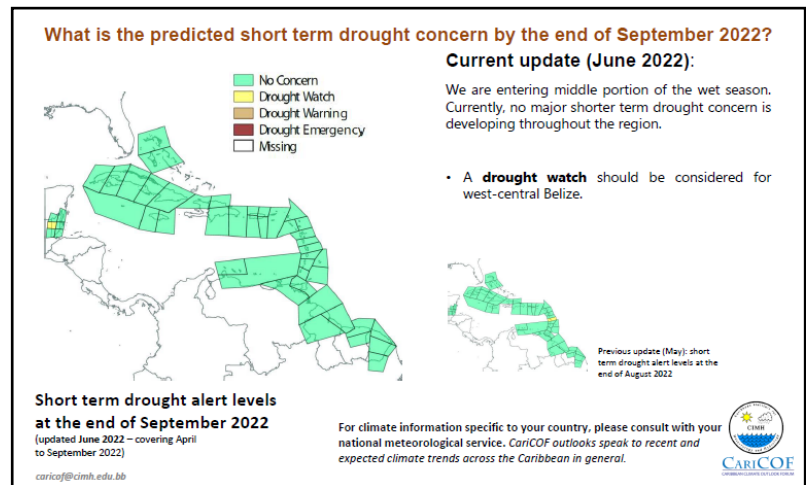 What is the predicted short term drought concern by the end of September 2022?
No Concern
Drought Watch
Drought Warning
Drought Emergency
Missing
Current update (June 2022):
We are entering middle portion of the wet season.
Currently, no major shorter term drought concern is
developing throughout the region.
• A drought watch should be considered for
west-central Belize.
Previous update (May): short
term drought alert levels at the
end of August 2022
Short term drought alert levels
at the end of September 2022
(updated June 2022 – covering April
to September 2022)
caricof@cimh.edu.bb
For climate information specific to your country, please consult with your
national meteorological service. CariCOF outlooks speak to recent and
expected climate trends across the Caribbean in general.
CIMH
CARICOF
CARIBBEAN CLIMATE OUTLOOK FORUM